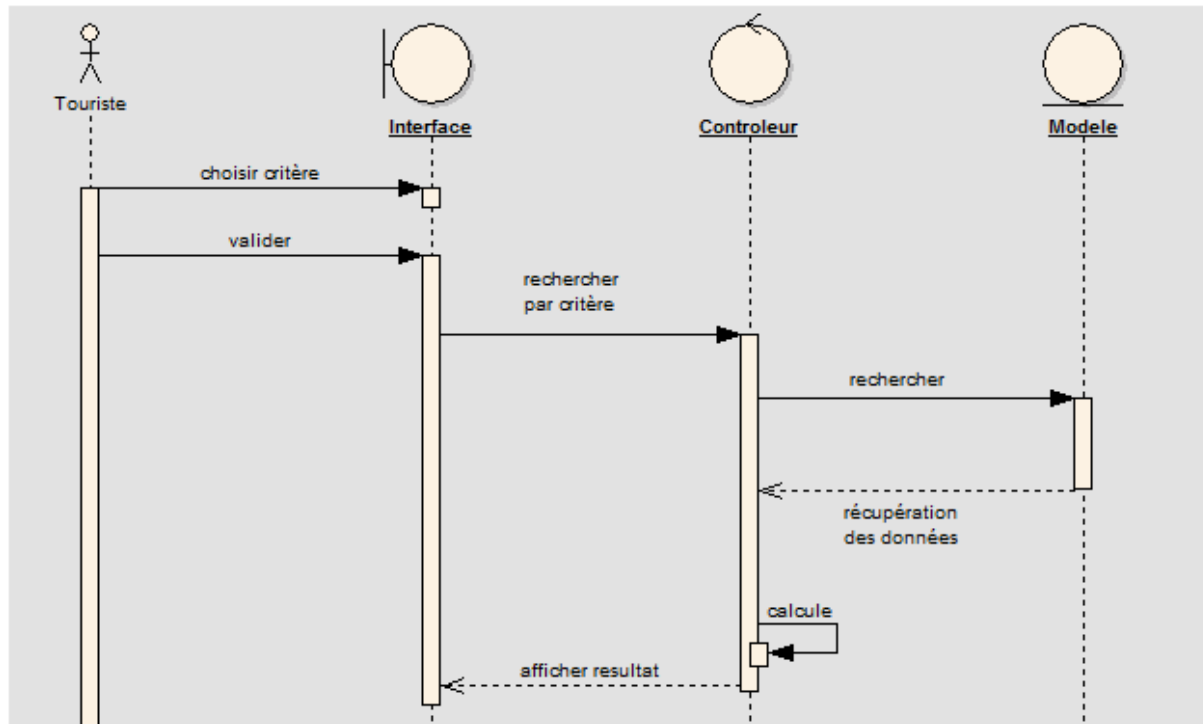 Touriste
Interface
Controleur
Modele
choisir critère
valider
rechercher
par critère
rechercher
récupération
des données
calcule
afficher resultat